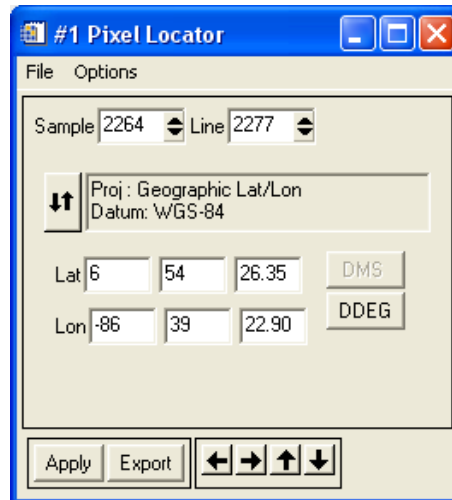 #1 Pixel Locator
File Options
Sample 2264 Line 2277
Proj : Geographic Lat/Lon
Datum: WGS-84
Lat 6 54 26.35 DMS
Lon -86 39 22.90 DDEG
Apply Export